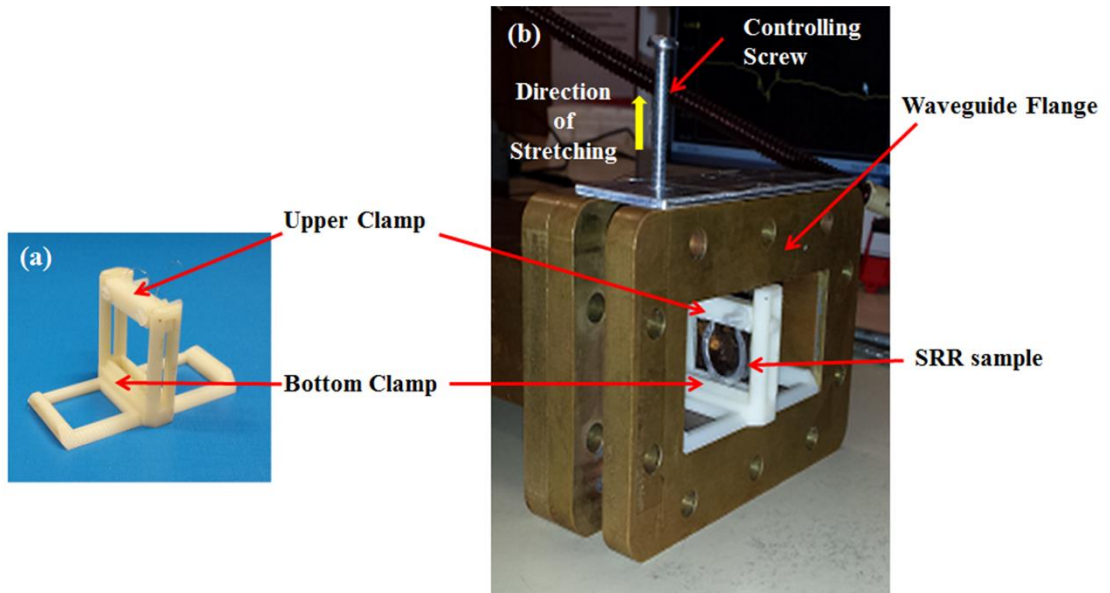 (a)
Upper Clamp
Bottom Clamp
(b)
Controlling
Screw
Direction
of
Stretching
Waveguide Flange
SRR sample